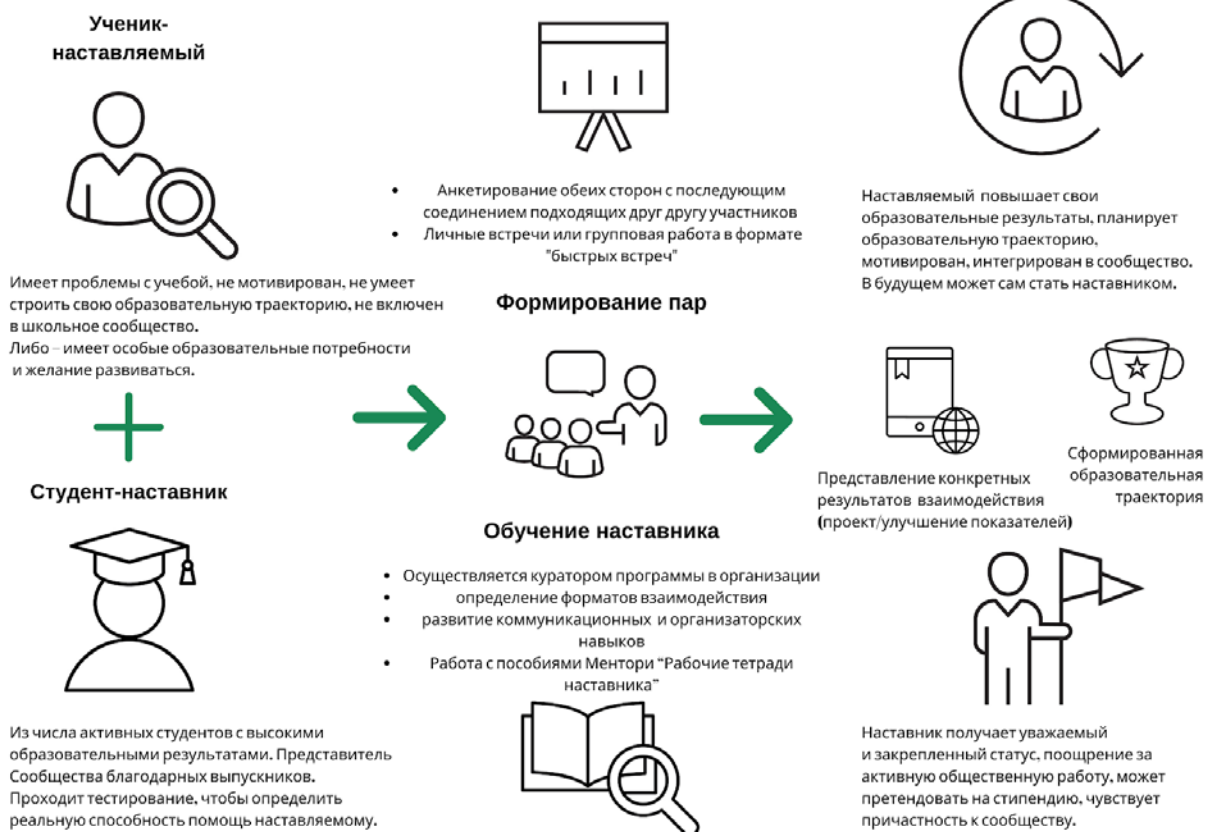 Ученик-
наставляемый
Имеет проблемы с учебой, не мотивирован, не умеет
строить свою образовательную траекторию, не включен
в школьное сообщество.
Либо – имеет особые образовательные потребности
и желание развиваться.
Студент-наставник
Из числа активных студентов с высокими
образовательными результатами. Представитель
Сообщества благодарных выпускников.
Проходит тестирование, чтобы определить
реальную способность помощь наставляемому.
• Анкетирование обеих сторон с последующим
соединением подходящих друг другу участников
• Личные встречи или групповая работа в формате
"быстрых встреч"
Формирование пар
Обучение наставника
• Осуществляется куратором программы в организации
• определение форматов взаимодействия
• развитие коммуникационных и организаторских
навыков
• Работа с пособиями Ментори “Рабочие тетради
наставника”
Наставляемый повышает свои
образовательные результаты, планирует
образовательную траекторию,
мотивирован, интегрирован в сообщество.
В будущем может сам стать наставником.
Представление конкретных
результатов взаимодействия
(проект/улучшение показателей)
Сформированная
образовательная
траектория
Наставник получает уважаемый
и закрепленный статус, поощрение за
активную общественную работу, может
претендовать на стипендию, чувствует
причастность к сообществу.